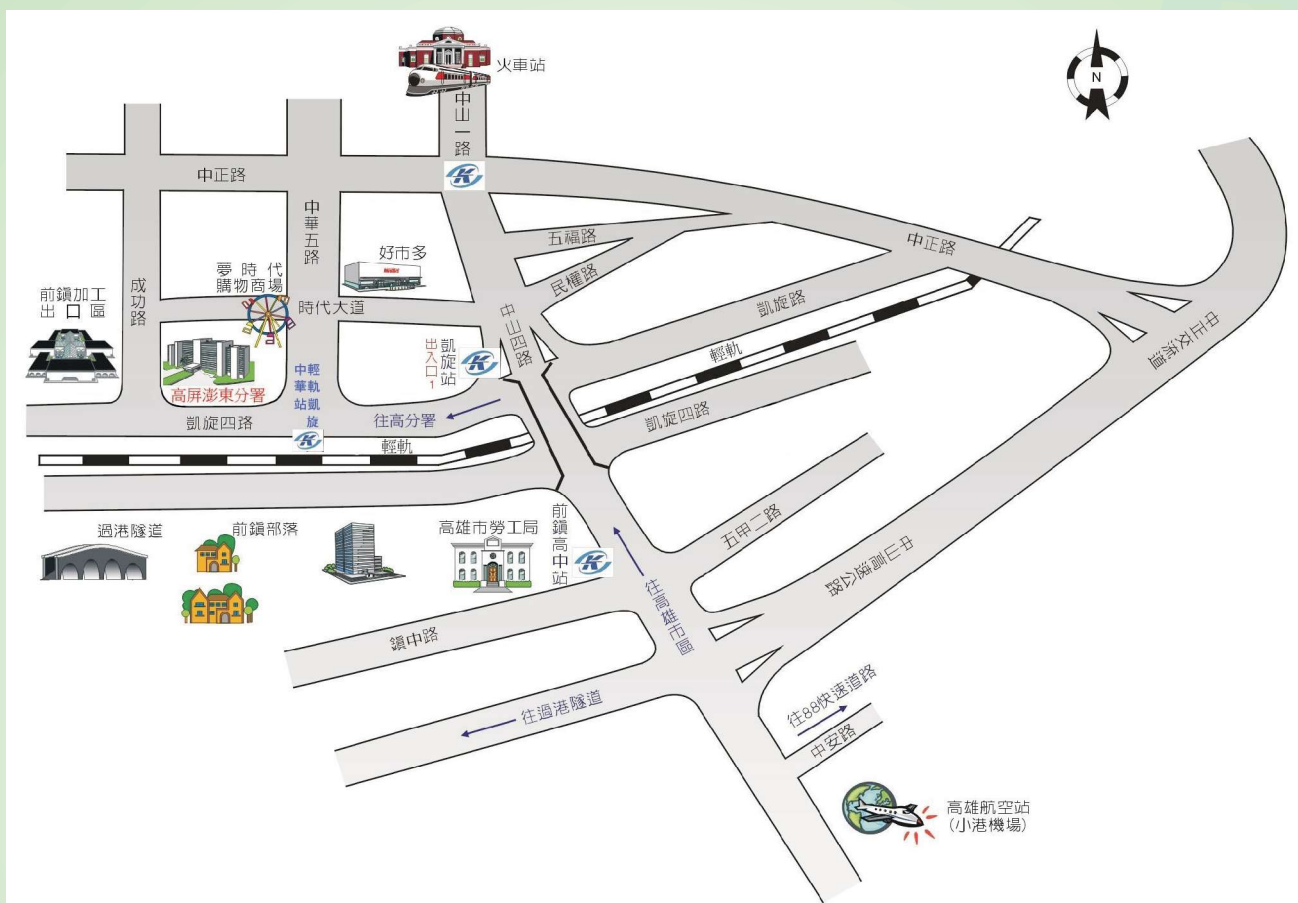 火車站
N
中山一路
中正路
中華五路
五福路
中正路
好市多
民權路
夢時代
購物商場
成功路
前鎮加工
出口區
時代大道
中山四路
凱旋路
中正交流道
凱旋站
出入口1
輕軌
高屏澎東分署
輕軌凱旋
中華站
凱旋四路
往高分署
凱旋四路
輕軌
過港隧道
前鎮部落
高雄市勞工局
前鎮高中站
五甲二路
中山高速公路
往高雄市區
鎮中路
往過港隧道
往88快速道路
中安路
高雄航空站
(小港機場)